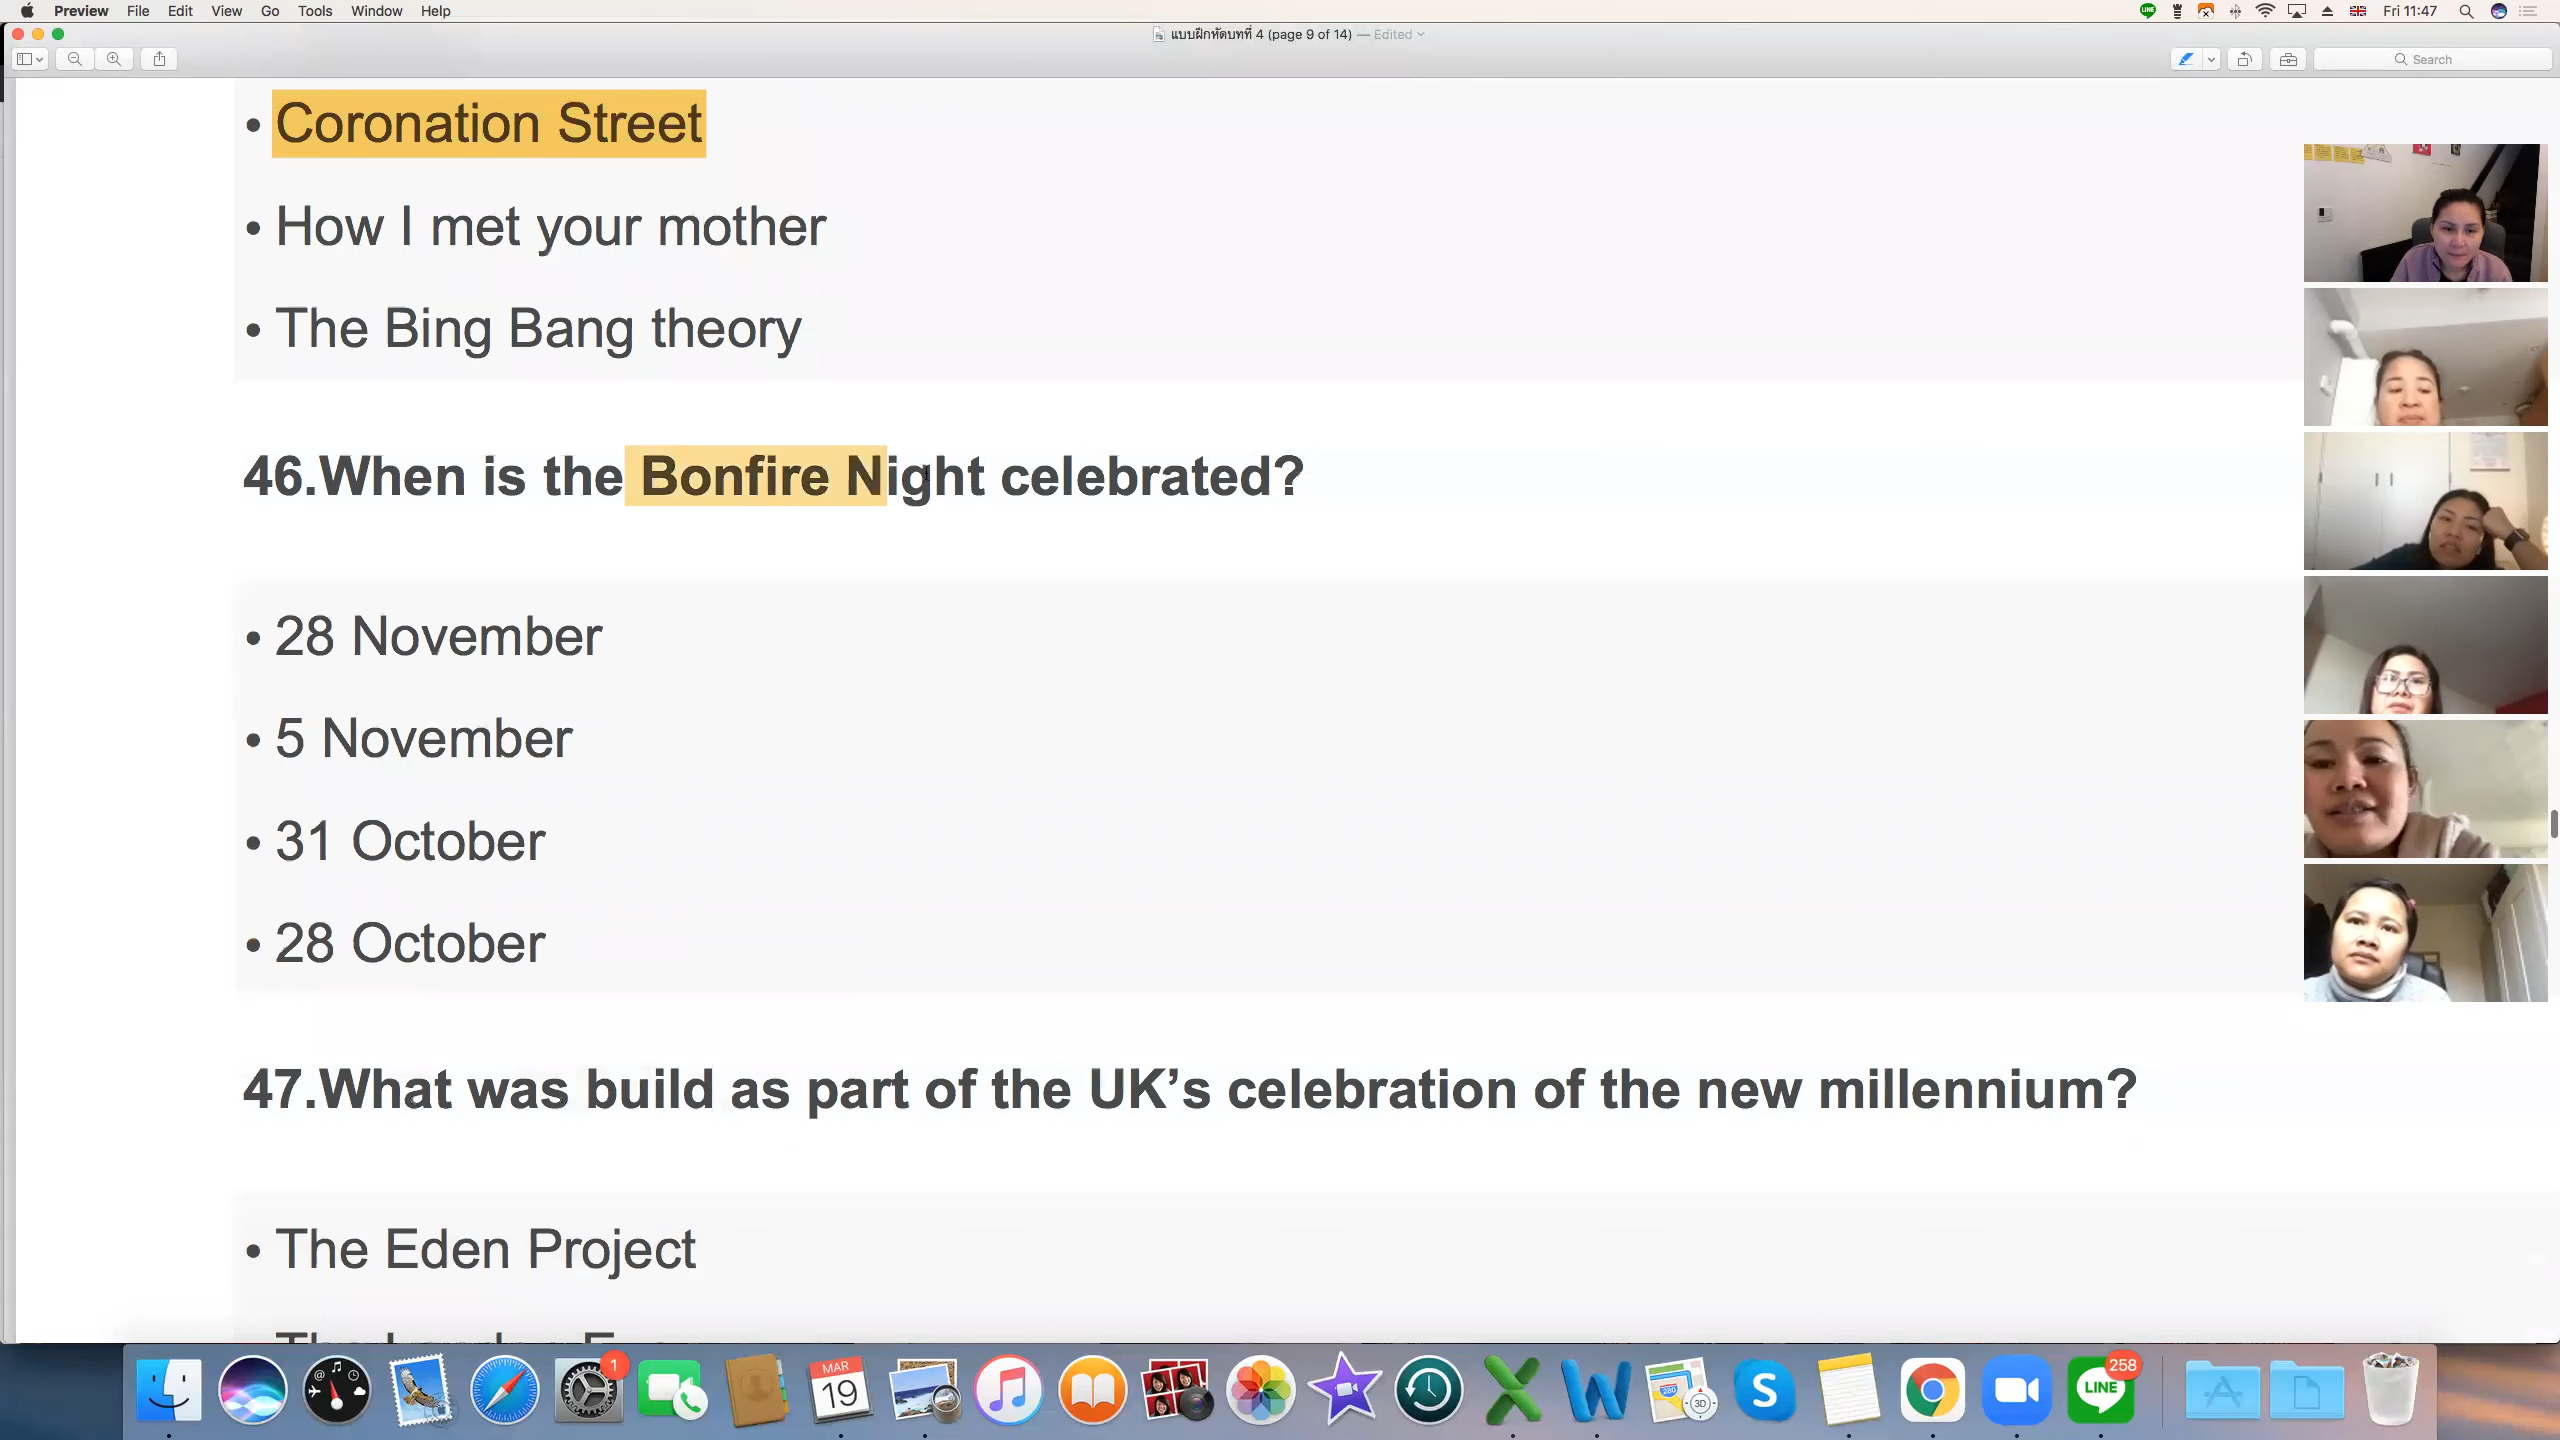 Preview File Edit View Go Tools Window Help
Fri 11:47
แบบฝึกหัดบทที่ 4 (page 9 of 14) — Edited
Search
• Coronation Street
• How I met your mother
• The Bing Bang theory
46.When is the Bonfire Night celebrated?
• 28 November
• 5 November
• 31 October
• 28 October
47.What was build as part of the UK’s celebration of the new millennium?
• The Eden Project
1
MAR
19
280
3D
LINE
258